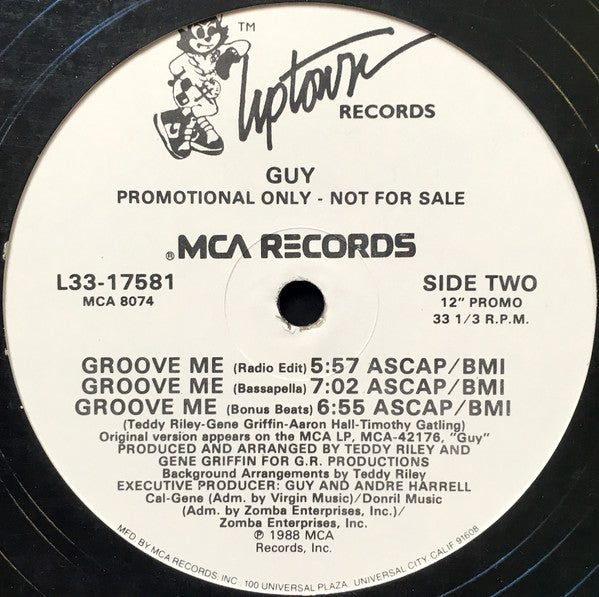 TM
Uptown
RECORDS
GUY
PROMOTIONAL ONLY - NOT FOR SALE
® MCA RECORDS
L33-17581
MCA 8074
SIDE TWO
12" PROMO
33 1/3 R.P.M.
GROOVE ME (Radio Edit) 5:57 ASCAP/BMI
GROOVE ME (Bassapella) 7:02 ASCAP/BMI
GROOVE ME (Bonus Beats) 6:55 ASCAP/BMI
(Teddy Riley-Gene Griffin-Aaron Hall-Timothy Gatling)
Original version appears on the MCA LP, MCA-42176, "Guy"
PRODUCED AND ARRANGED BY TEDDY RILEY AND
GENE GRIFFIN FOR G.R. PRODUCTIONS
Background Arrangements by Teddy Riley
EXECUTIVE PRODUCER: GUY AND ANDRE HARRELL
Cal-Gene (Adm. by Virgin Music)/Donril Music
(Adm. by Zomba Enterprises, Inc.)/
Zomba Enterprises, Inc.
℗ 1988 MCA
Records, Inc.
MFD BY MCA RECORDS, INC. 100 UNIVERSAL PLAZA, UNIVERSAL CITY, CALIF. 91608